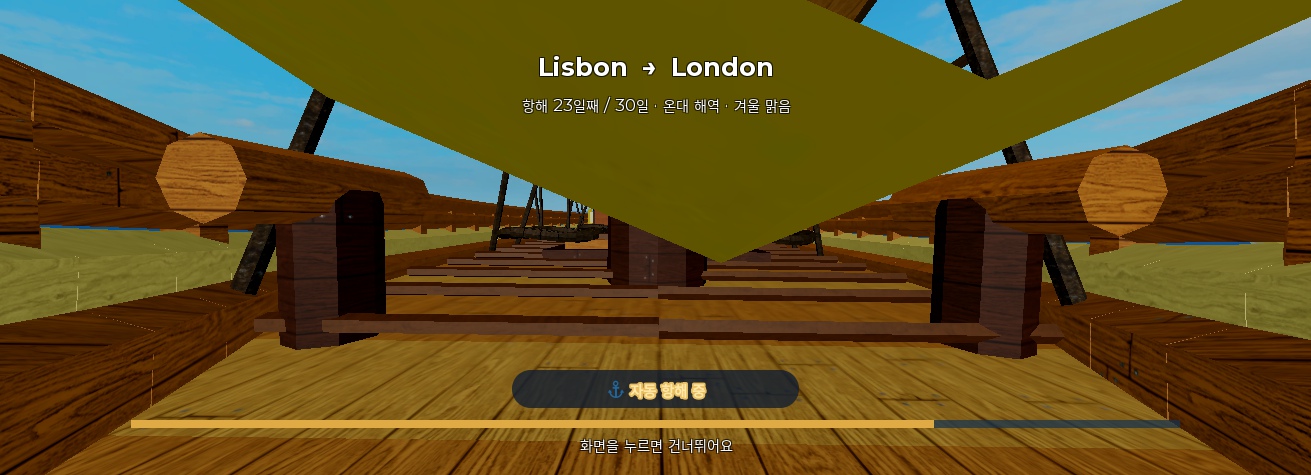 Lisbon → London
항해 23일째 / 30일 · 온대 해역 · 겨울 맑음
⚓ 자동 항해 중
화면을 누르면 건너뛰어요